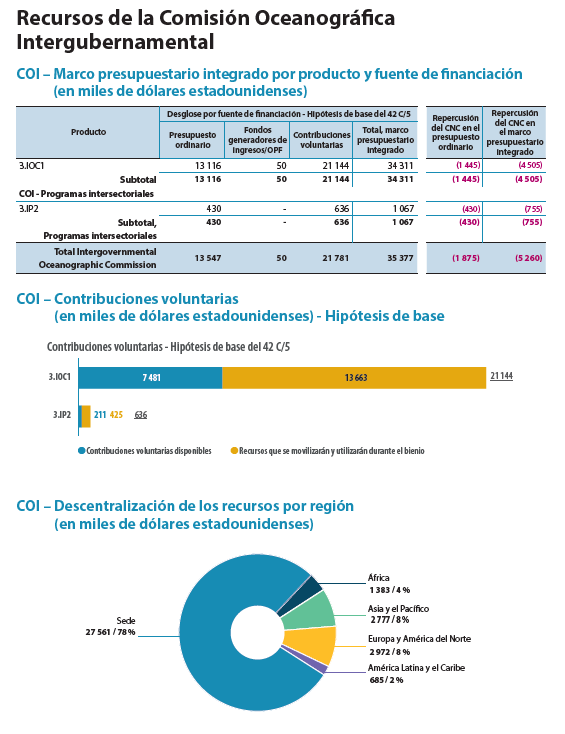 Recursos de la Comisión Oceanográfica
Intergubernamental
COI – Marco presupuestario integrado por producto y fuente de financiación
(en miles de dólares estadounidenses)
Producto
Desglose por fuente de financiación - Hipótesis de base del 42 C/5
Presupuesto ordinario
Fondos generadores de ingresos/OPF
Contribuciones voluntarias
Total, marco presupuestario integrado
Repercusión del CNC en el presupuesto ordinario
Repercusión del CNC en el marco presupuestario integrado
3.IOC1 13 116 50 21 144 34 311 (1 445) (4 505)
Subtotal 13 116 50 21 144 34 311 (1 445) (4 505)
COI - Programas intersectoriales
3.IP2 430 - 636 1 067 (430) (755)
Subtotal, 430 - 636 1 067 (430) (755)
Programas intersectoriales
Total Intergovernmental
Oceanographic Commission 13 547 50 21 781 35 377 (1 875) (5 260)
COI – Contribuciones voluntarias
(en miles de dólares estadounidenses) - Hipótesis de base
Contribuciones voluntarias - Hipótesis de base del 42 C/5
3.IOC1 7 481 13 663 21 144
3.IP2 211 425 636
Contribuciones voluntarias disponibles
Recursos que se movilizarán y utilizarán durante el bienio
COI – Descentralización de los recursos por región
(en miles de dólares estadounidenses)
África
1 383 / 4 %
Asia y el Pacífico
2 777 / 8 %
Sede
27 561 / 78 %
Europa y América del Norte
2 972 / 8 %
América Latina y el Caribe
685 / 2 %